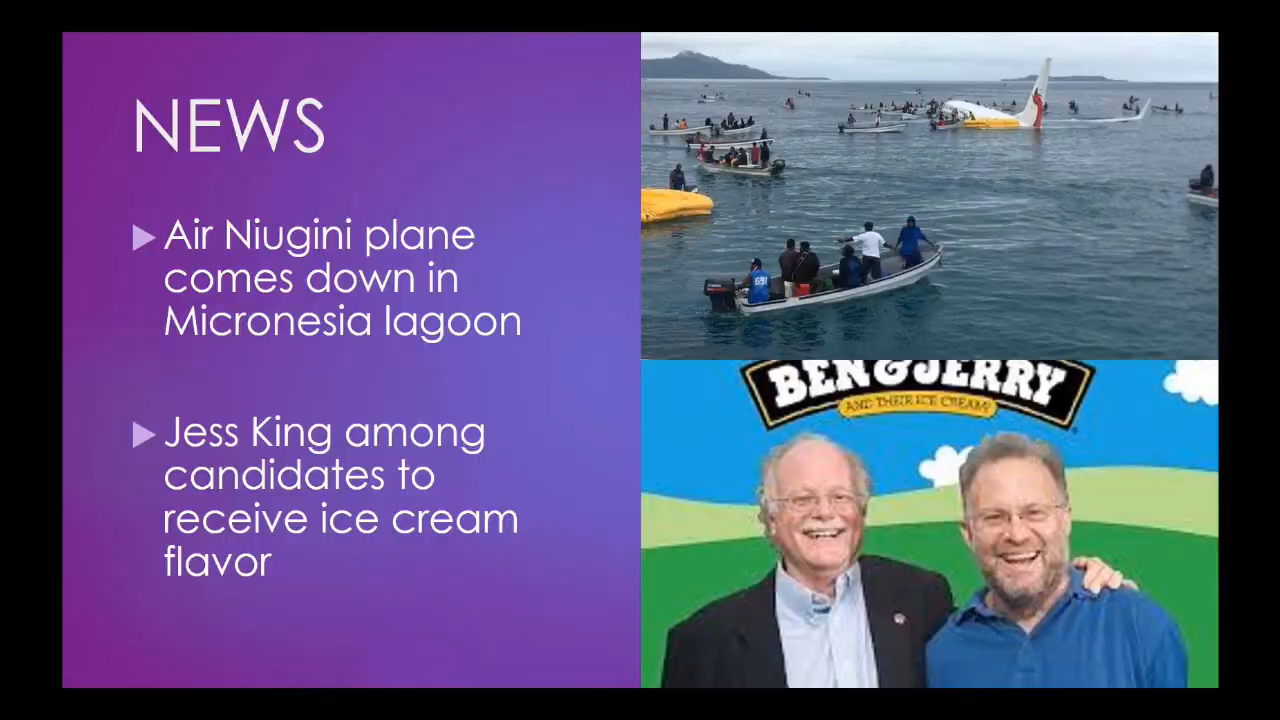 NEWS
Air Niugini plane
comes down in
Micronesia lagoon
Jess King among
candidates to
receive ice cream
flavor
BEN & JERRY
AND THEIR ICE CREAM!